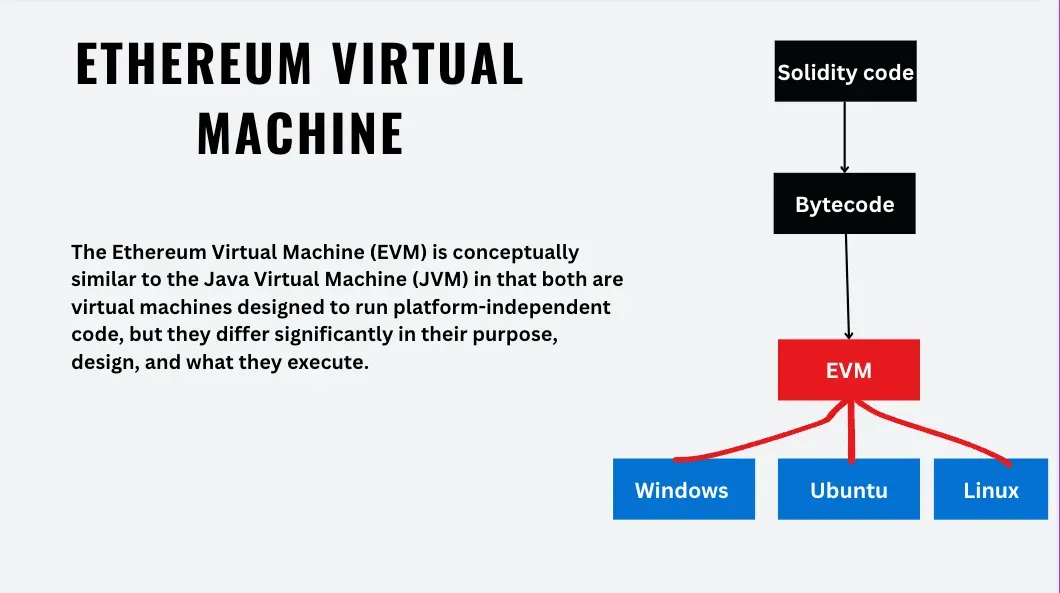 ETHEREUM VIRTUAL
MACHINE
The Ethereum Virtual Machine (EVM) is conceptually
similar to the Java Virtual Machine (JVM) in that both are
virtual machines designed to run platform-independent
code, but they differ significantly in their purpose,
design, and what they execute.
Solidity code
Bytecode
EVM
Windows
Ubuntu
Linux